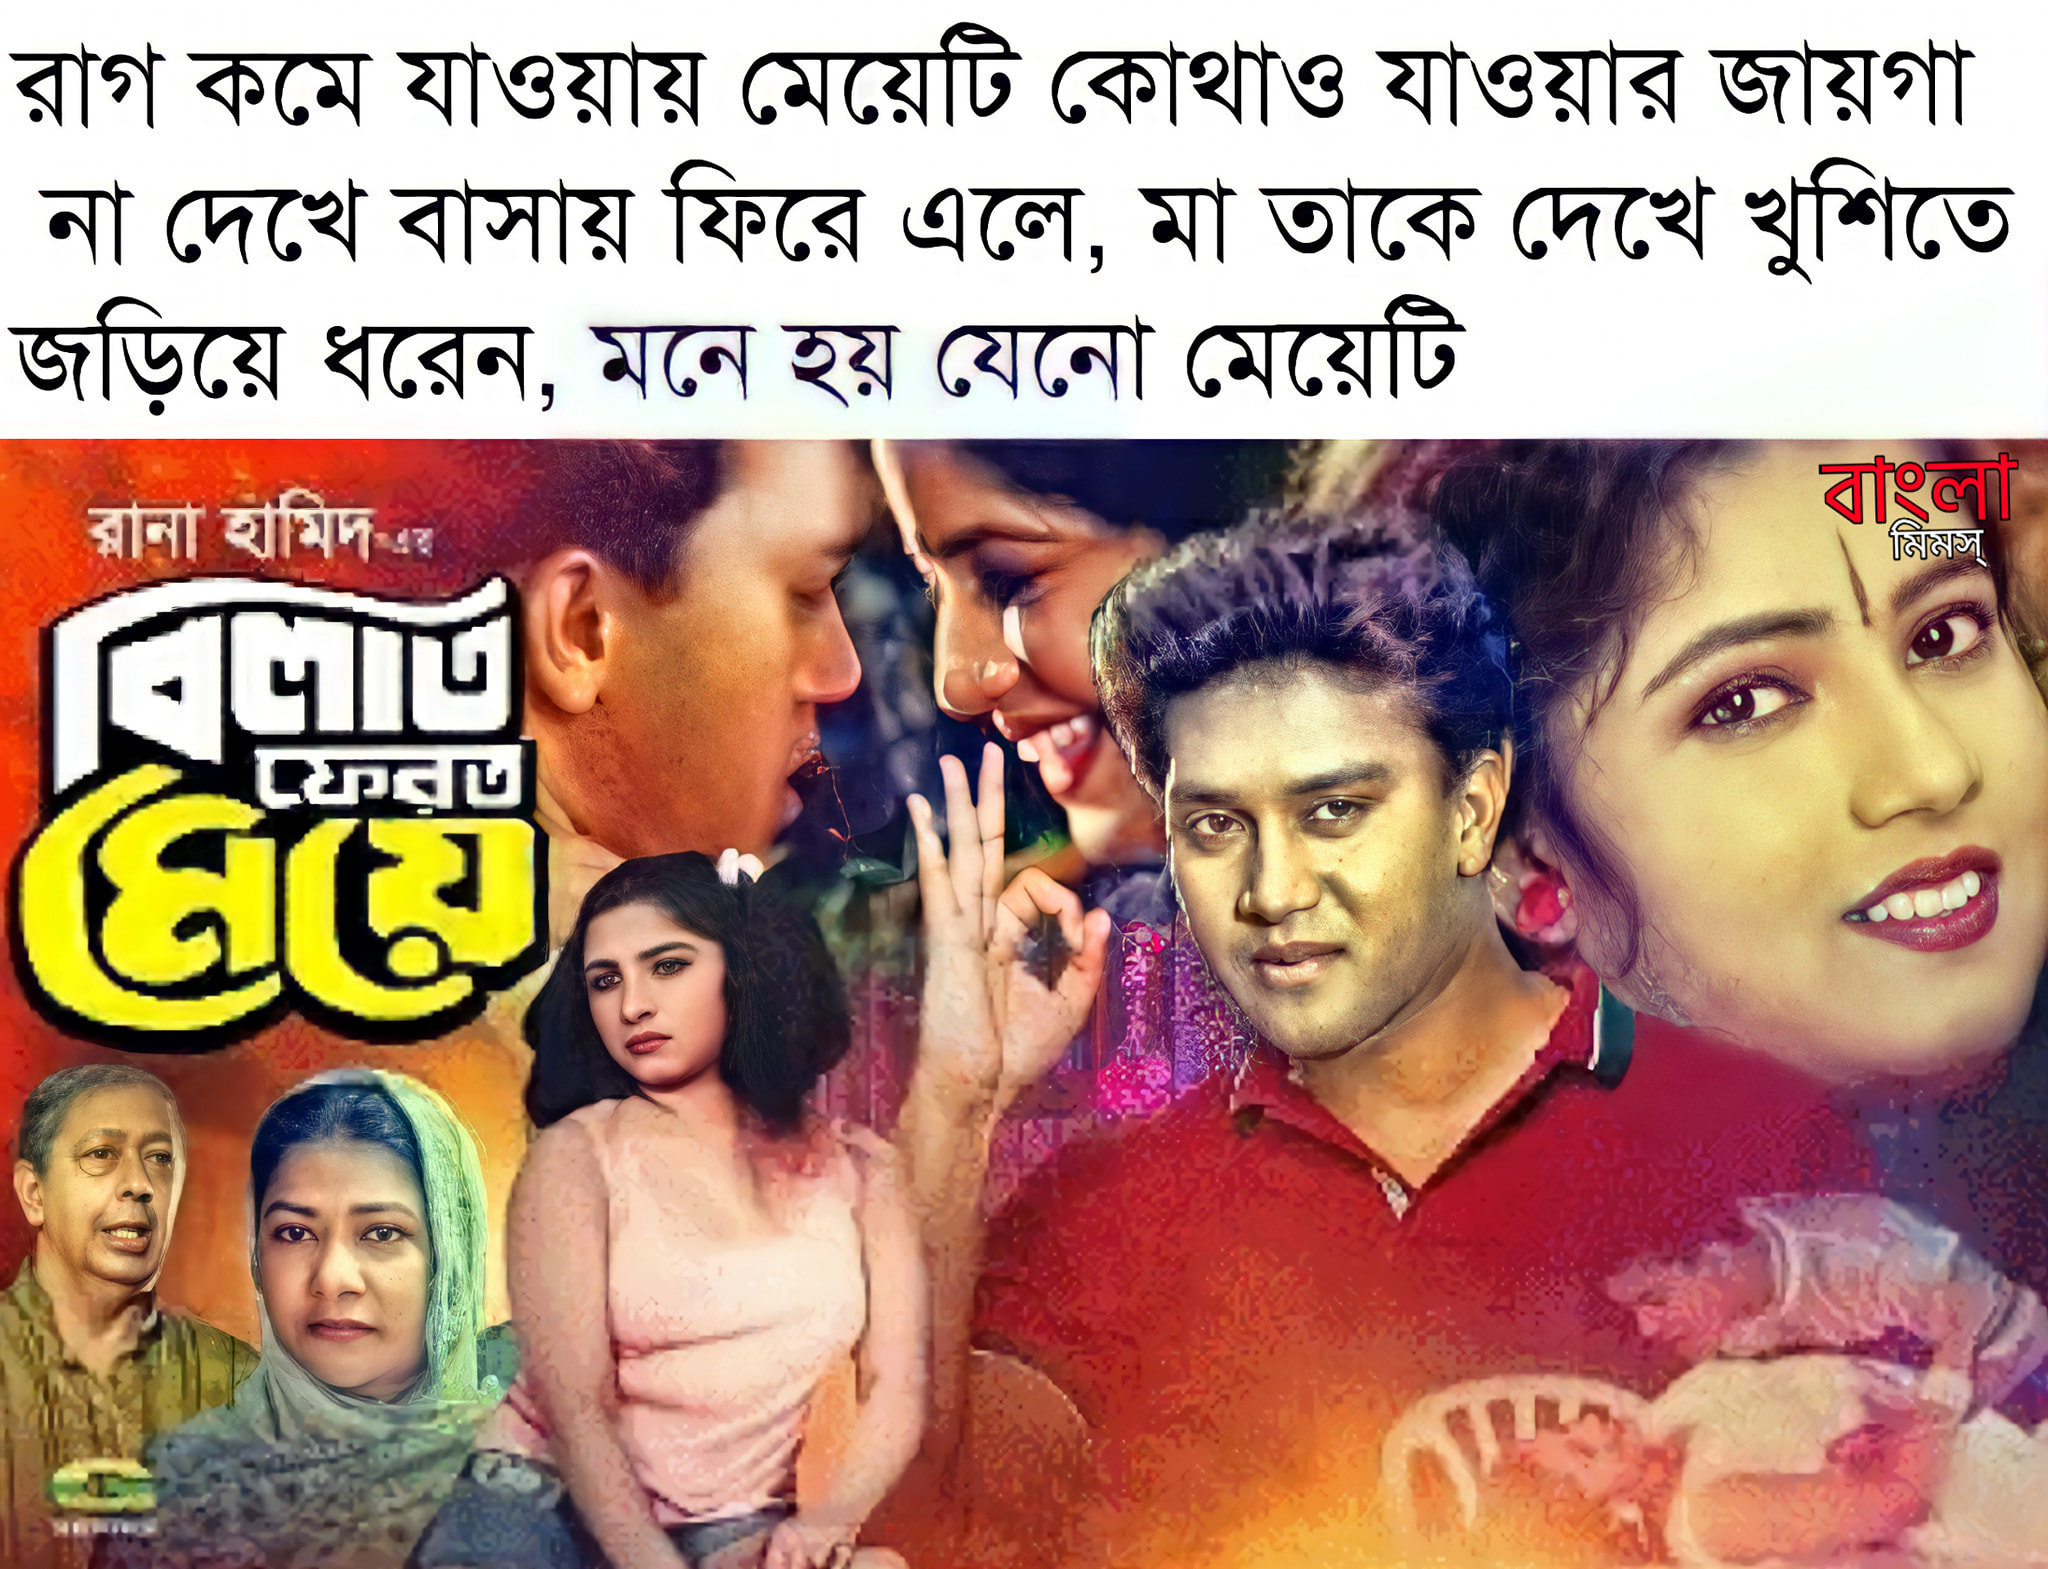 রাগ কমে যাওয়ায় মেয়েটি কোথাও যাওয়ার জায়গা
না দেখে বাসায় ফিরে এলে, মা তাকে দেখে খুশিতে
জড়িয়ে ধরেন, মনে হয় যেনো মেয়েটি
বাংলা
মিমস্
রানা হামিদ-এর
বিলাত
ফেরত
মেয়ে